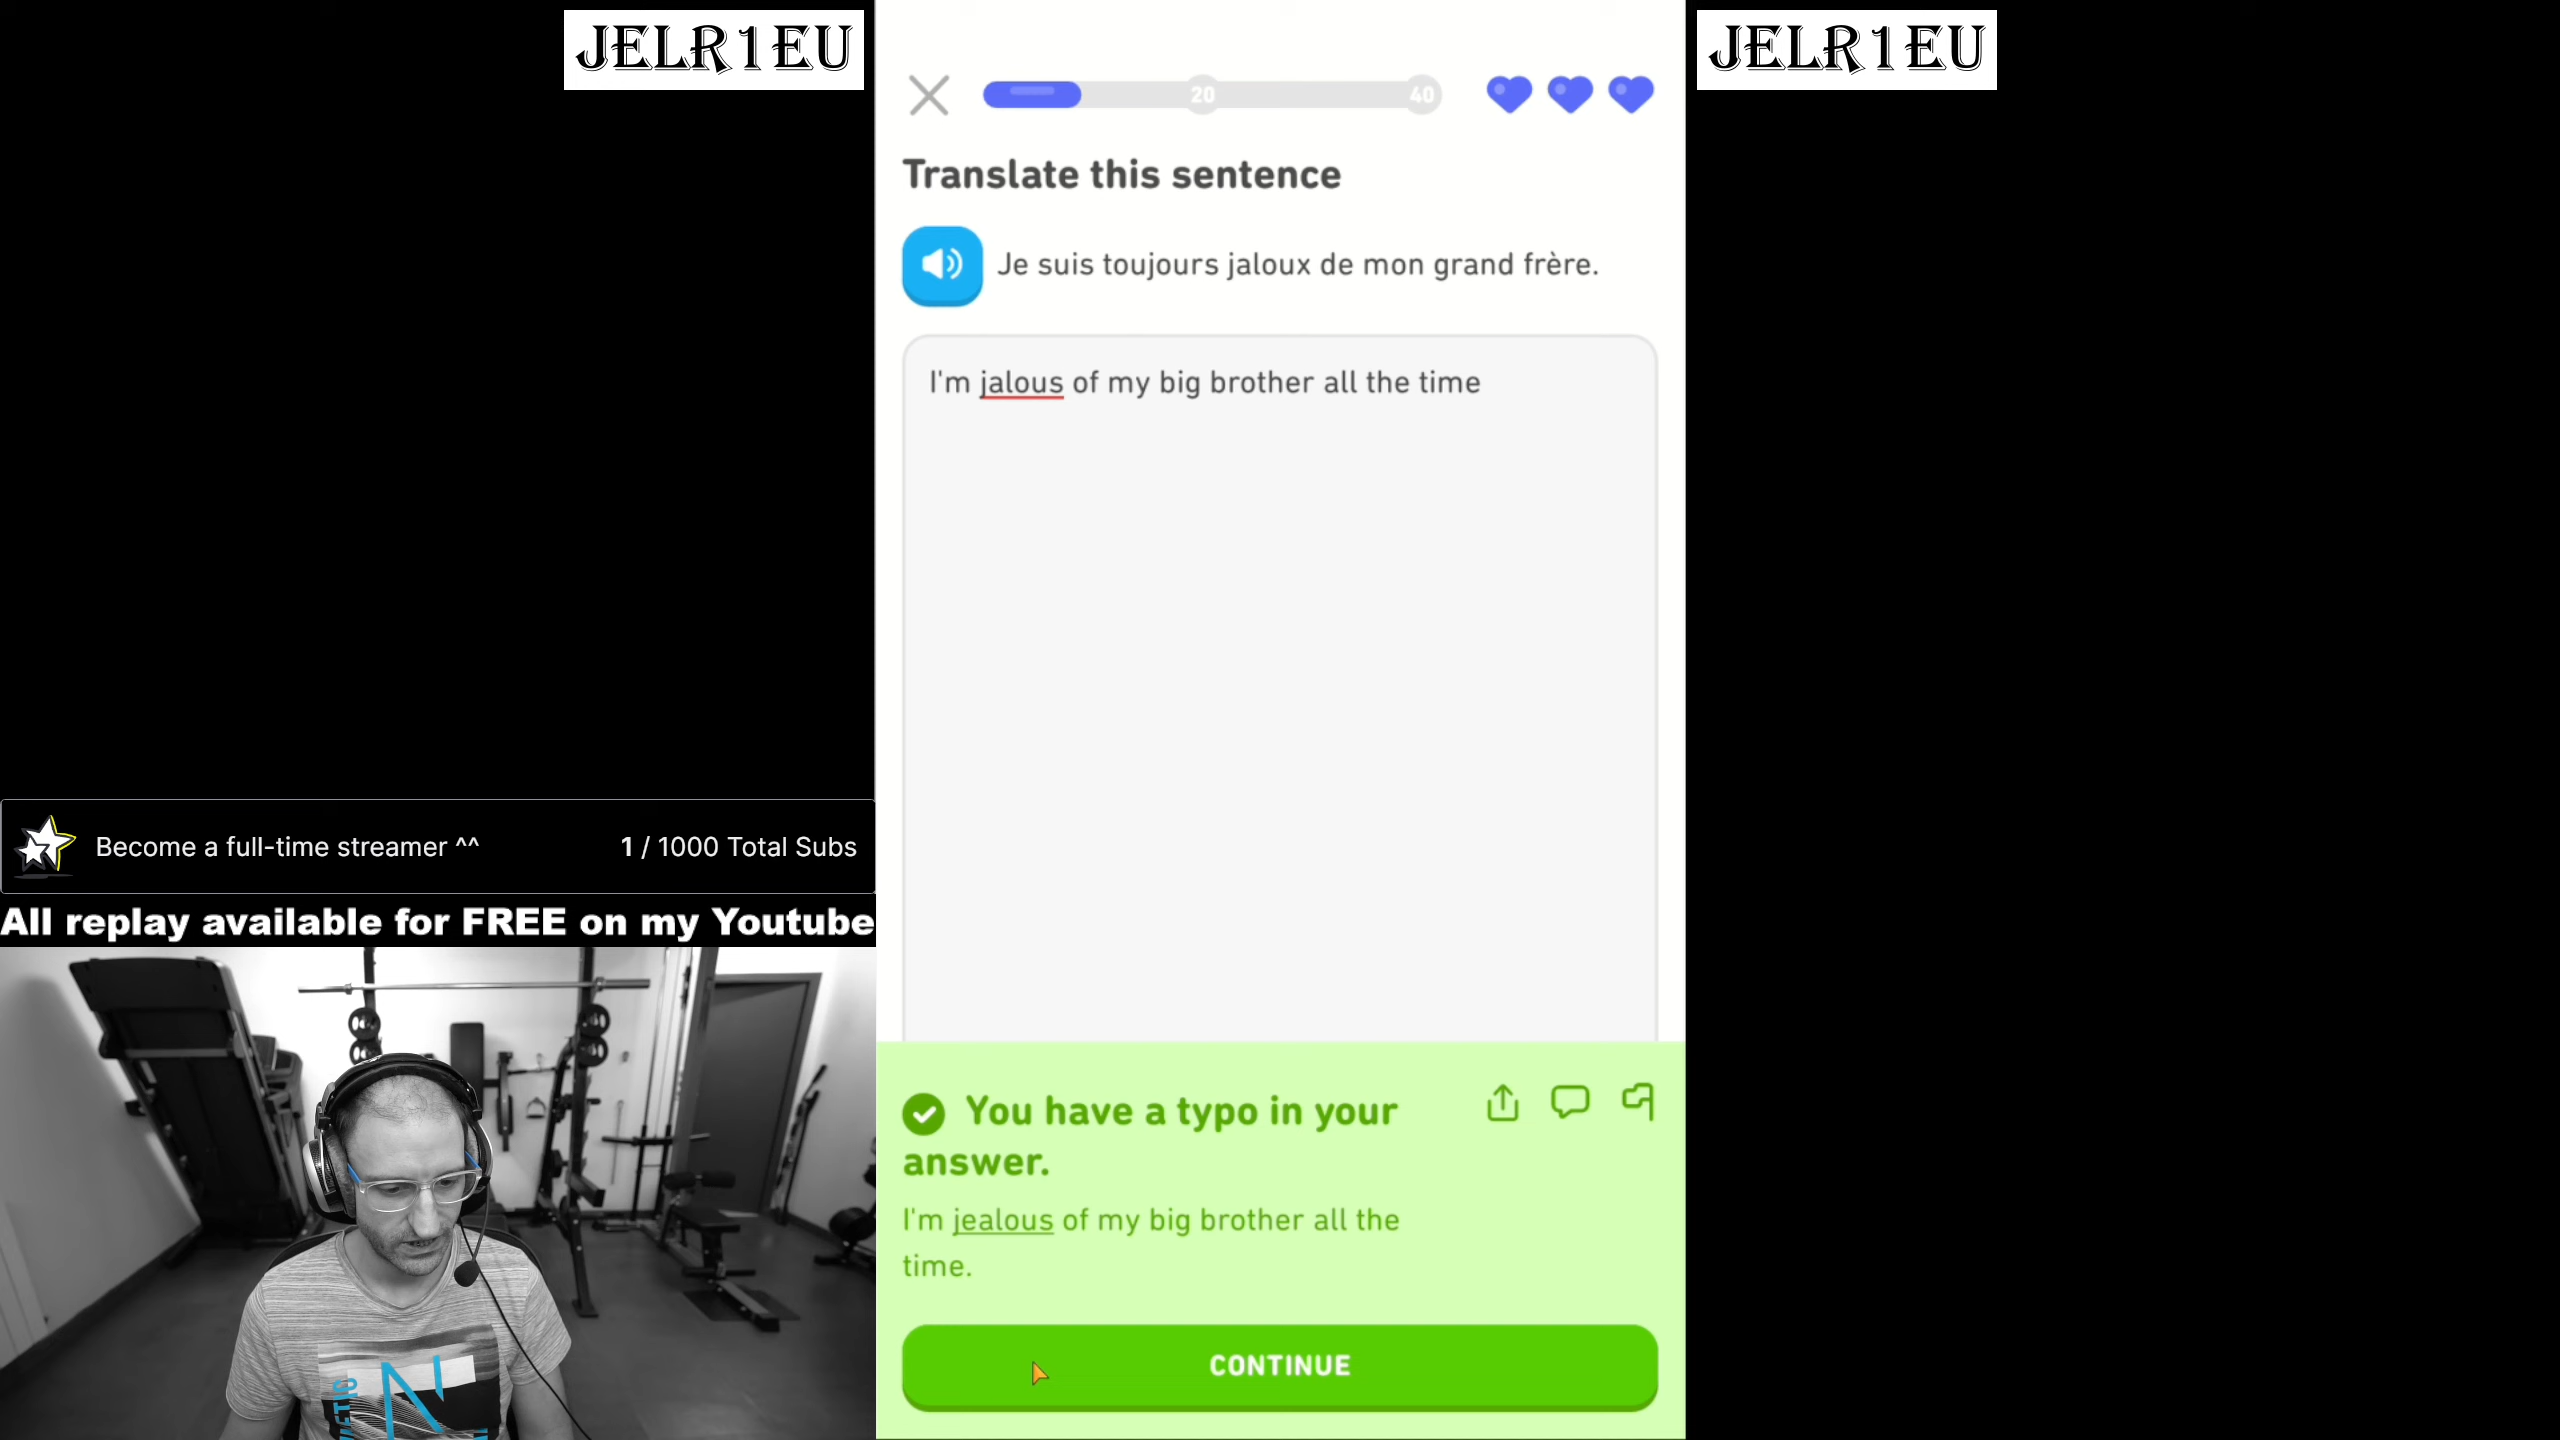 JELR1EU
JELR1EU
20
40
Translate this sentence
Je suis toujours jaloux de mon grand frère.
I'm jalous of my big brother all the time
Become a full-time streamer ^^
1 / 1000 Total Subs
All replay available for FREE on my Youtube
You have a typo in your
answer.
I'm jealous of my big brother all the
time.
CONTINUE
N